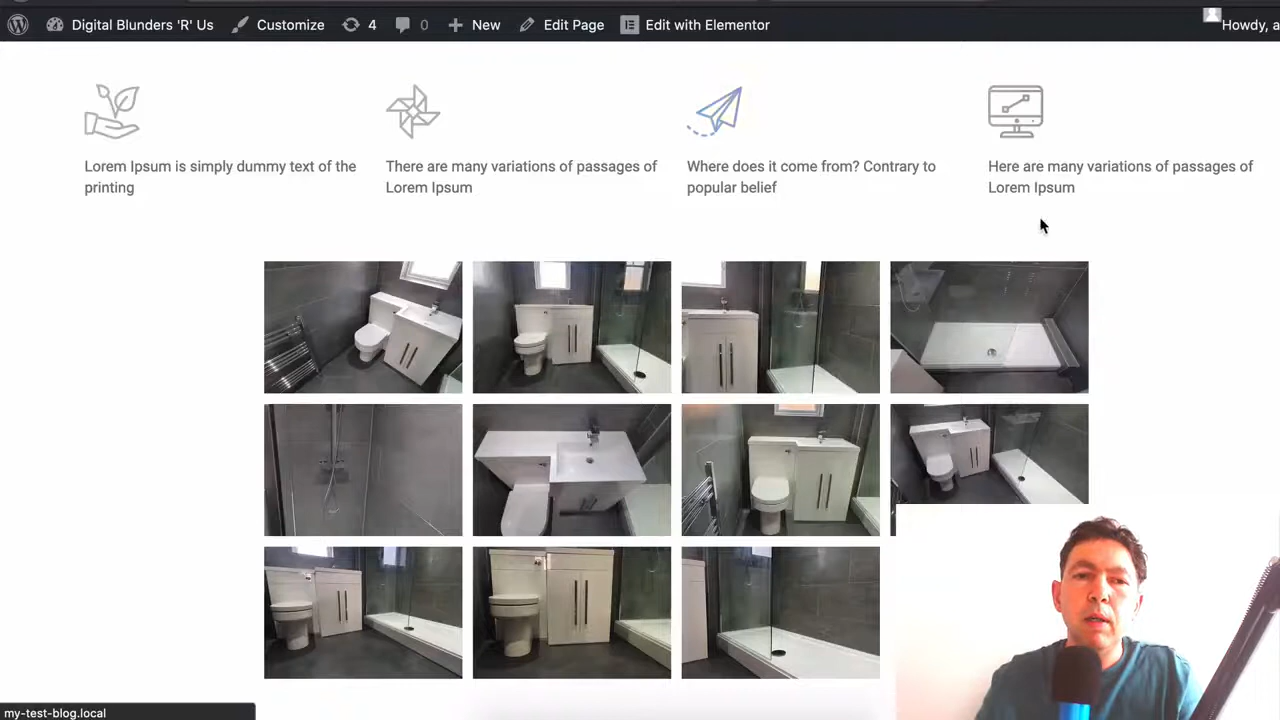 Digital Blunders 'R' Us Customize 4 0 New Edit Page Edit with Elementor Howdy, a
Lorem Ipsum is simply dummy text of the
printing
There are many variations of passages of
Lorem Ipsum
Where does it come from? Contrary to
popular belief
Here are many variations of passages of
Lorem Ipsum
my-test-blog.local